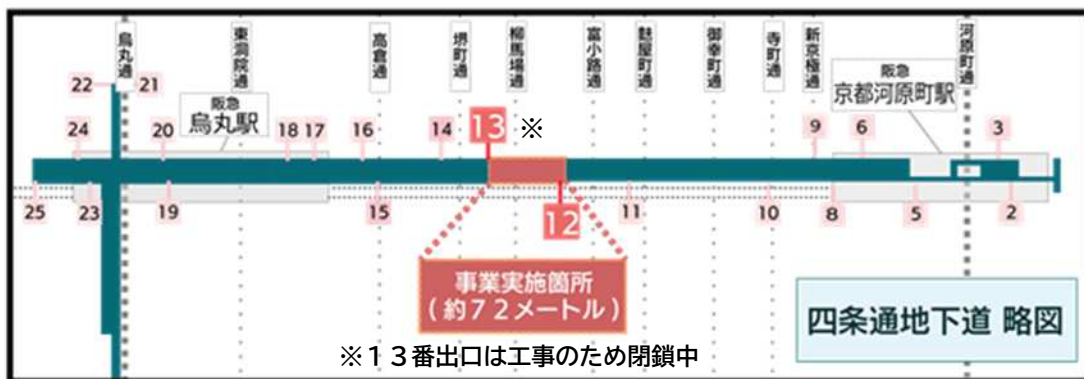 烏丸通
東洞院通
高倉通
堺町通
柳馬場通
富小路通
麩屋町通
御幸町通
寺町通
新京極通
河原町通
22
21
阪急
烏丸駅
阪急
京都河原町駅
24
20
18
17
16
14
13
※
9
6
3
25
23
19
15
12
11
10
8
5
2
事業実施箇所
(約72メートル)
四条通地下道 略図
※13番出口は工事のため閉鎖中